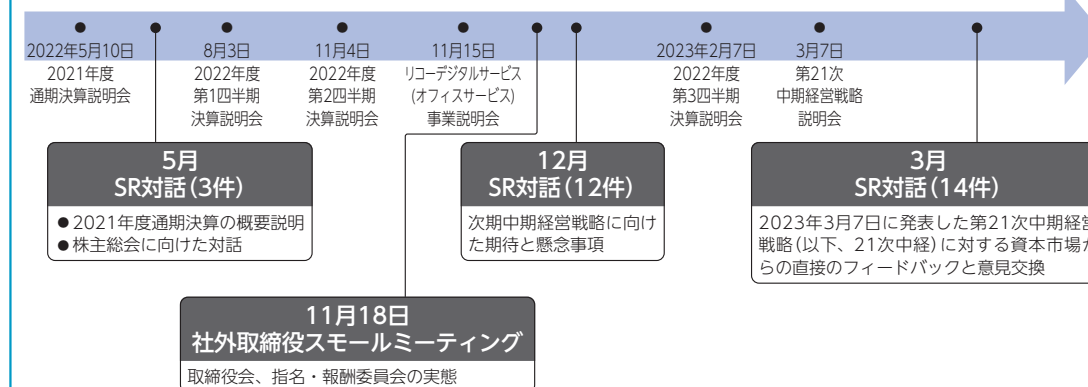 2022年5月10日
2021年度
通期決算説明会
8月3日
2022年度
第1四半期
決算説明会
11月4日
2022年度
第2四半期
決算説明会
11月15日
リコーデジタルサービス
(オフィスサービス)
事業説明会
2023年2月7日
2022年度
第3四半期
決算説明会
3月7日
第21次
中期経営戦略
説明会
5月
SR対話(3件)
●2021年度通期決算の概要説明
●株主総会に向けた対話
12月
SR対話(12件)
次期中期経営戦略に向け
た期待と懸念事項
3月
SR対話(14件)
2023年3月7日に発表した第21次中期経営
戦略(以下、21次中経)に対する資本市場か
らの直接のフィードバックと意見交換
11月18日
社外取締役スモールミーティング
取締役会、指名・報酬委員会の実態